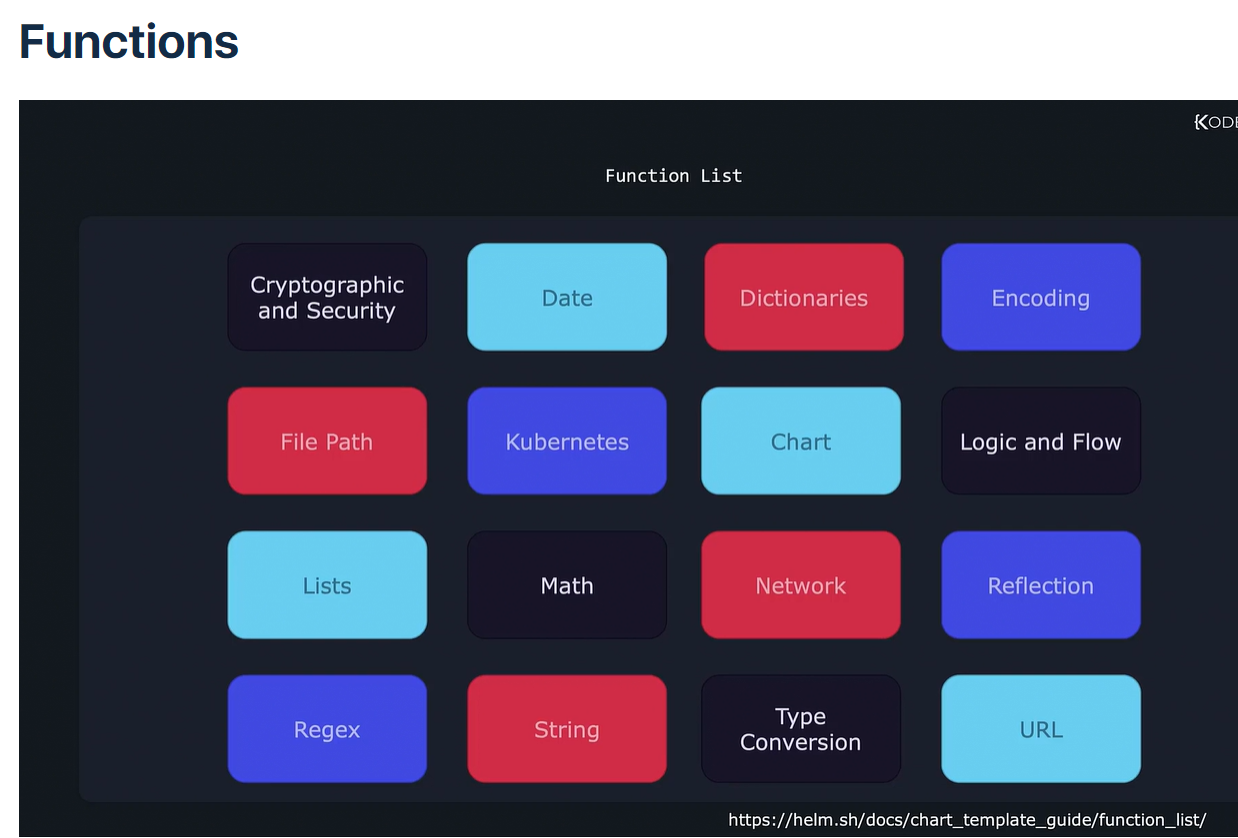 Functions
{KODE
Function List
Cryptographic
and Security
Date
Dictionaries
Encoding
File Path
Kubernetes
Chart
Logic and Flow
Lists
Math
Network
Reflection
Regex
String
Type
Conversion
URL
https://helm.sh/docs/chart_template_guide/function_list/